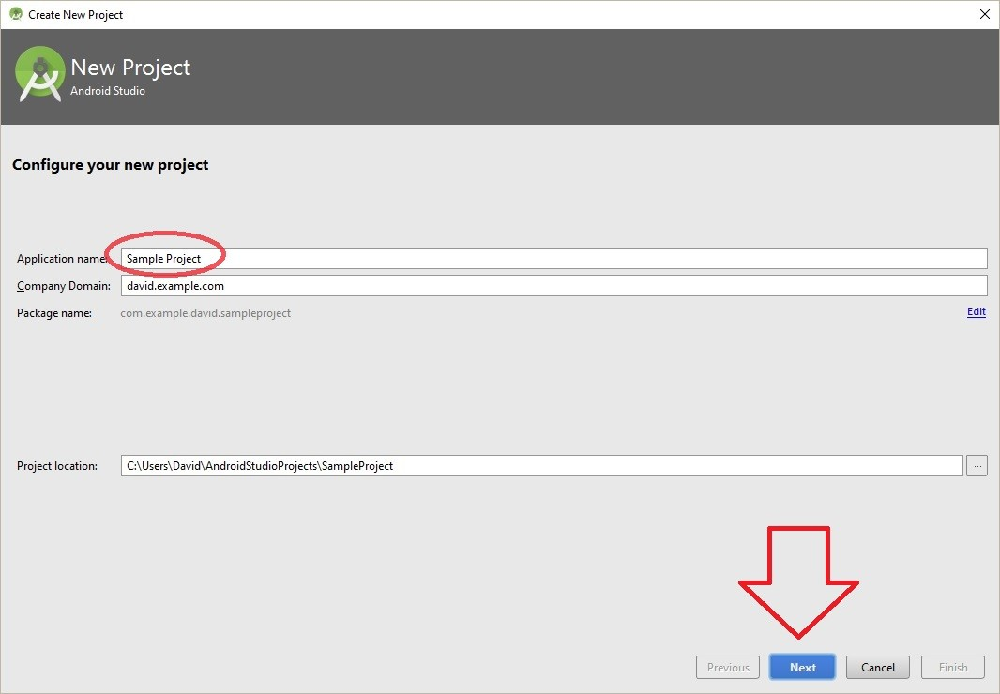 Create New Project
New Project
Android Studio
Configure your new project
Application name: Sample Project
Company Domain: david.example.com
Package name: com.example.david.sampleproject Edit
Project location: C:\Users\David\AndroidStudioProjects\SampleProject ...
Previous Next Cancel Finish